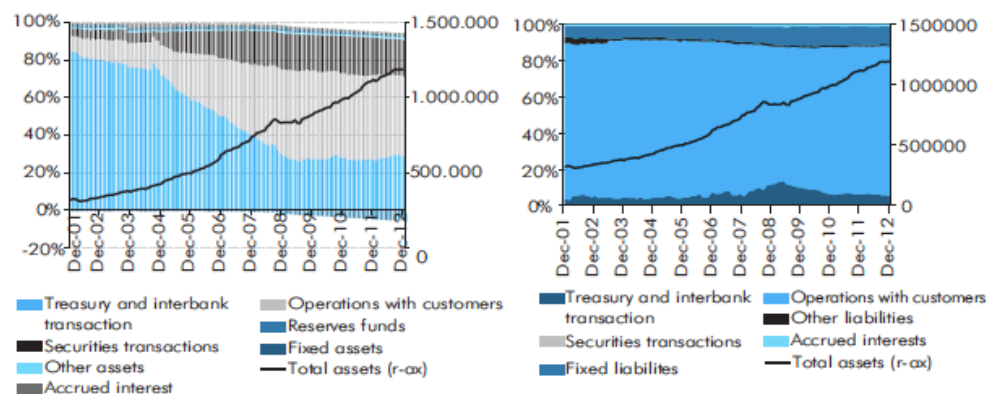 100%
80%
60%
40%
20%
0%
-20%
1.500.000
1.000.000
500.000
0
Dec-01
Dec-02
Dec-03
Dec-04
Dec-05
Dec-06
Dec-07
Dec-08
Dec-09
Dec-10
Dec-11
Dec-12
Treasury and interbank
transaction
Securities transactions
Other assets
Accrued interest
Operations with customers
Reserves funds
Fixed assets
Total assets (r-ax)
100%
80%
60%
40%
20%
0%
1500000
1000000
500000
0
Dec-01
Dec-02
Dec-03
Dec-04
Dec-05
Dec-06
Dec-07
Dec-08
Dec-09
Dec-10
Dec-11
Dec-12
Treasury and interbank
transaction
Securities transactions
Fixed liabilites
Operations with customers
Other liabilities
Accrued interests
Total assets (r-ax)